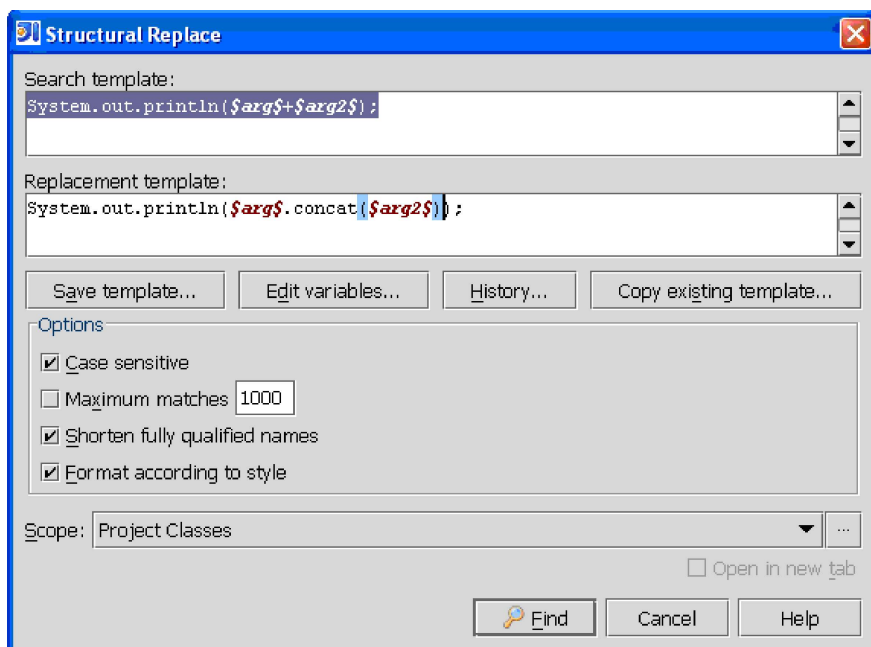 Structural Replace
Search template:
System.out.println($arg$+$arg2$);
Replacement template:
System.out.println($arg$.concat($arg2$));
Save template... Edit variables... History... Copy existing template...
Options
Case sensitive
Maximum matches 1000
Shorten fully qualified names
Format according to style
Scope: Project Classes ...
Open in new tab
Find Cancel Help